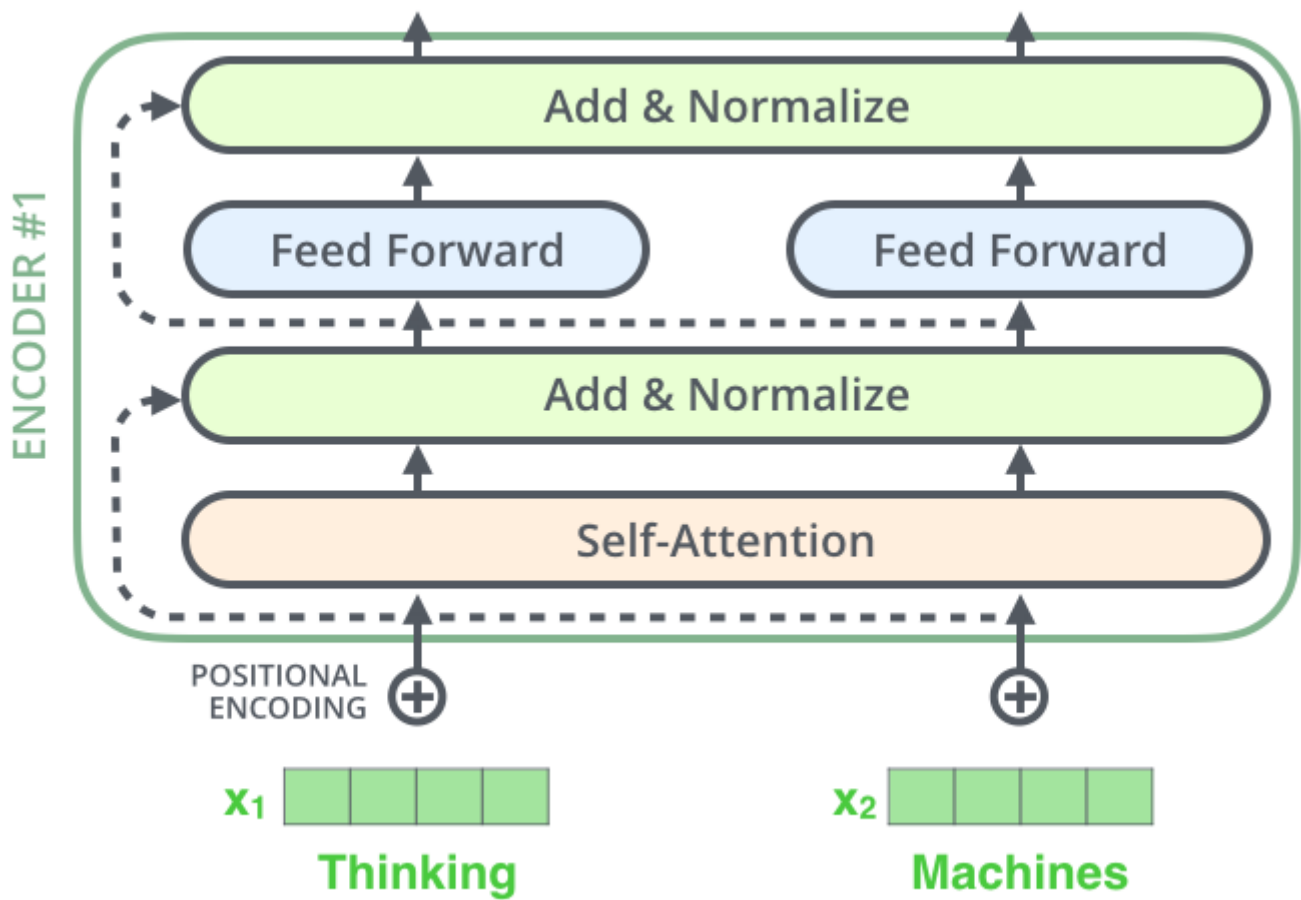 ENCODER #1
Add & Normalize
Feed Forward
Feed Forward
Add & Normalize
Self-Attention
POSITIONAL
ENCODING
x₁
x₂
Thinking
Machines